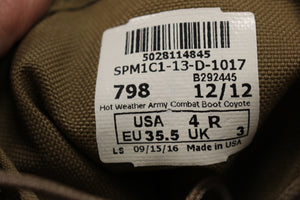 5028114845
SPM1C1-13-D-1017
B292445
798 12/12
Hot Weather Army Combat Boot Coyote
USA 4 R
EU 35.5 UK 3
LS 09/15/16 Made in USA